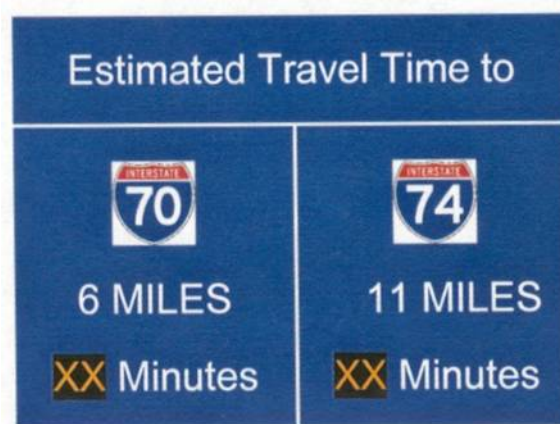 Estimated Travel Time to
INTERSTATE
70
6 MILES
XX Minutes
INTERSTATE
74
11 MILES
XX Minutes